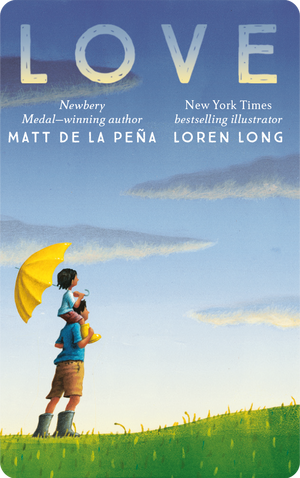 LOVE
Newbery
Medal—winning author
MATT DE LA PEÑA
New York Times
bestselling illustrator
LOREN LONG